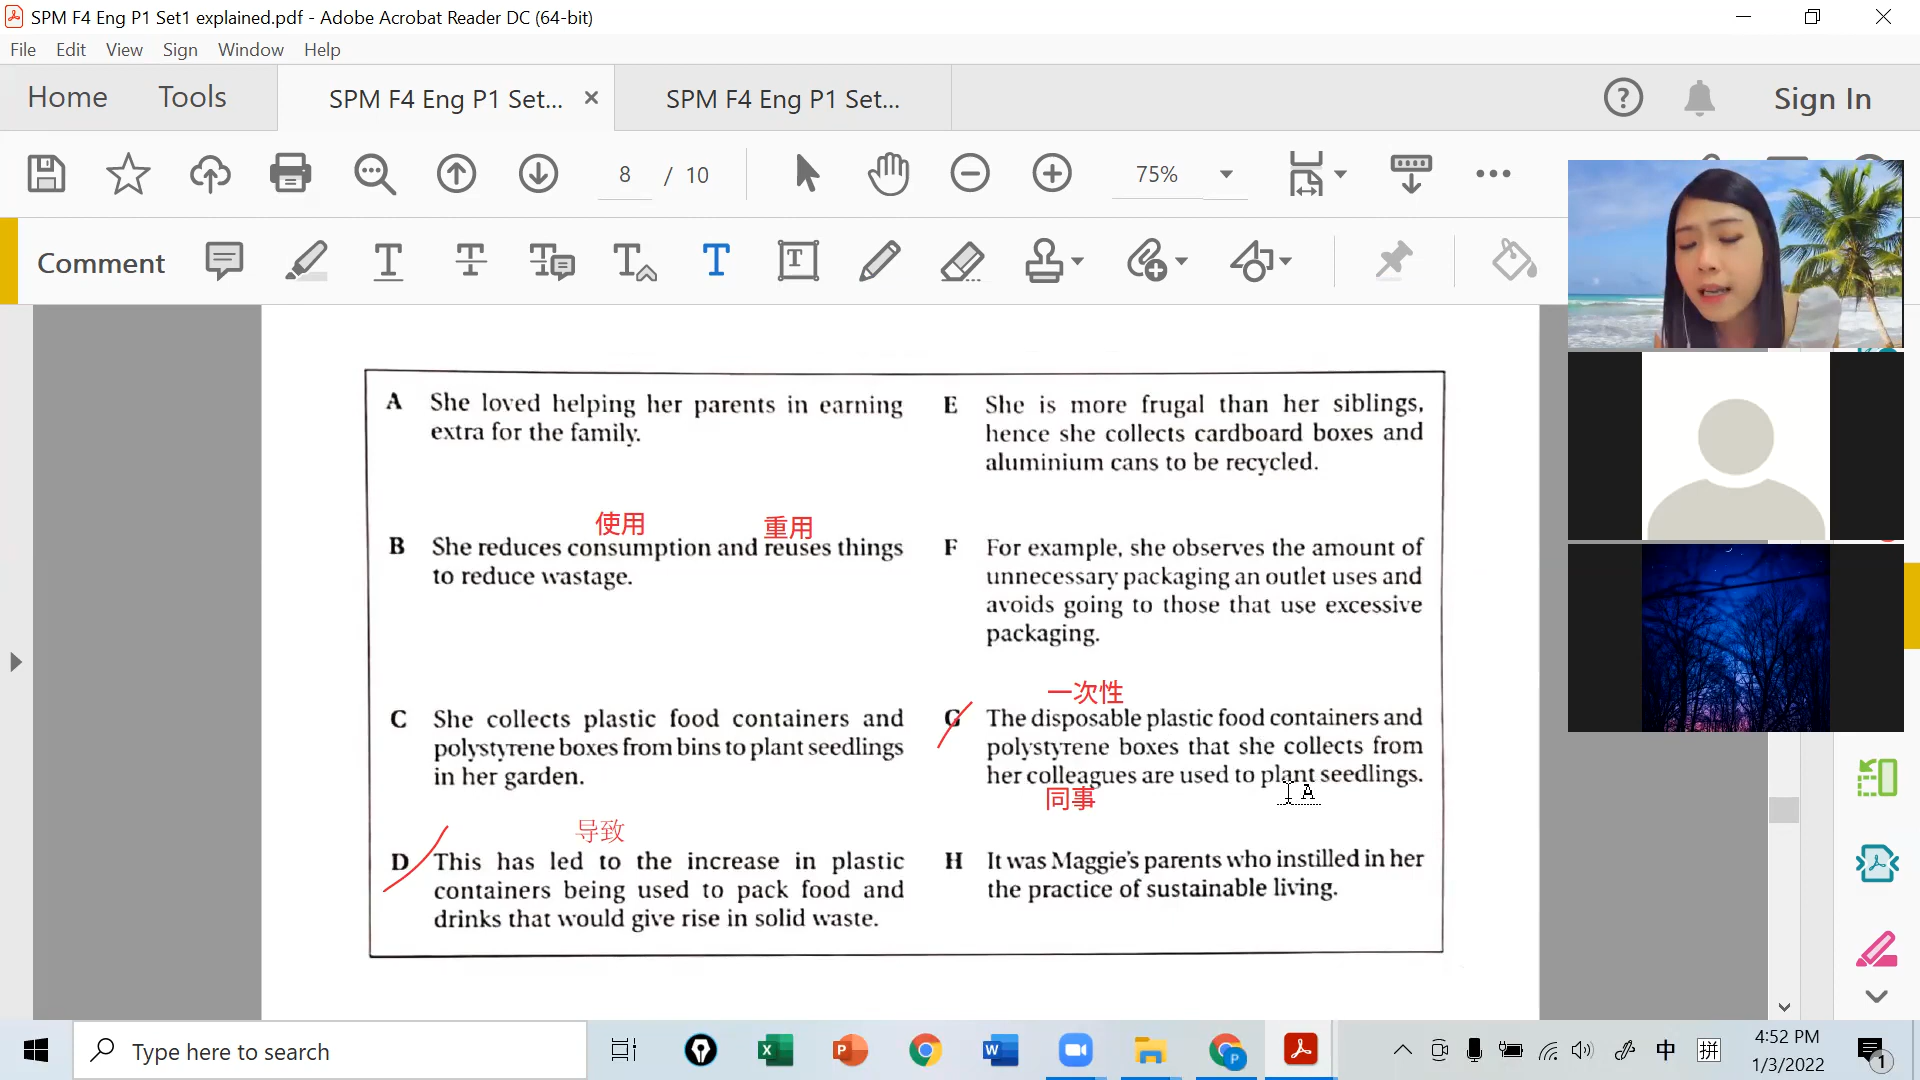 SPM F4 Eng P1 Set1 explained.pdf - Adobe Acrobat Reader DC (64-bit)
File Edit View Sign Window Help
Home Tools SPM F4 Eng P1 Set... SPM F4 Eng P1 Set... Sign In
8 / 10 75%
Comment
A She loved helping her parents in earning
extra for the family.
使用 重用
B She reduces consumption and reuses things
to reduce wastage.
C She collects plastic food containers and
polystyrene boxes from bins to plant seedlings
in her garden.
导致
D This has led to the increase in plastic
containers being used to pack food and
drinks that would give rise in solid waste.
E She is more frugal than her siblings,
hence she collects cardboard boxes and
aluminium cans to be recycled.
F For example, she observes the amount of
unnecessary packaging an outlet uses and
avoids going to those that use excessive
packaging.
一次性
G The disposable plastic food containers and
polystyrene boxes that she collects from
her colleagues are used to plant seedlings.
同事
H It was Maggie's parents who instilled in her
the practice of sustainable living.
Type here to search
中 拼
4:52 PM
1/3/2022
1